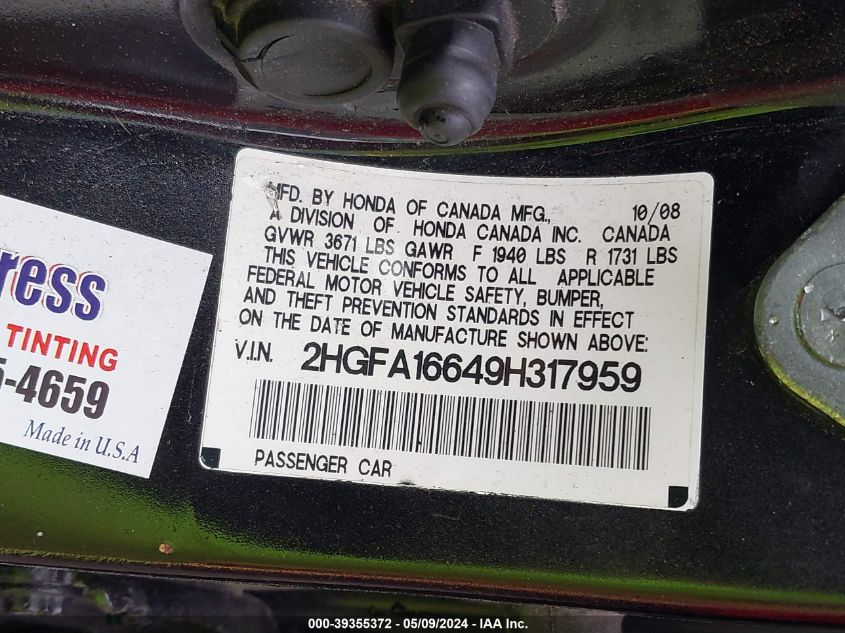 MFD. BY HONDA OF CANADA MFG., 10/08
A DIVISION OF HONDA CANADA INC. CANADA
GVWR 3671 LBS GAWR F 1940 LBS R 1731 LBS
THIS VEHICLE CONFORMS TO ALL APPLICABLE
FEDERAL MOTOR VEHICLE SAFETY, BUMPER,
AND THEFT PREVENTION STANDARDS IN EFFECT
ON THE DATE OF MANUFACTURE SHOWN ABOVE:
V.I.N. 2HGFA16649H317959
PASSENGER CAR
ress
TINTING
5-4659
Made in U.S.A
000-39355372 - 05/09/2024 - IAA Inc.